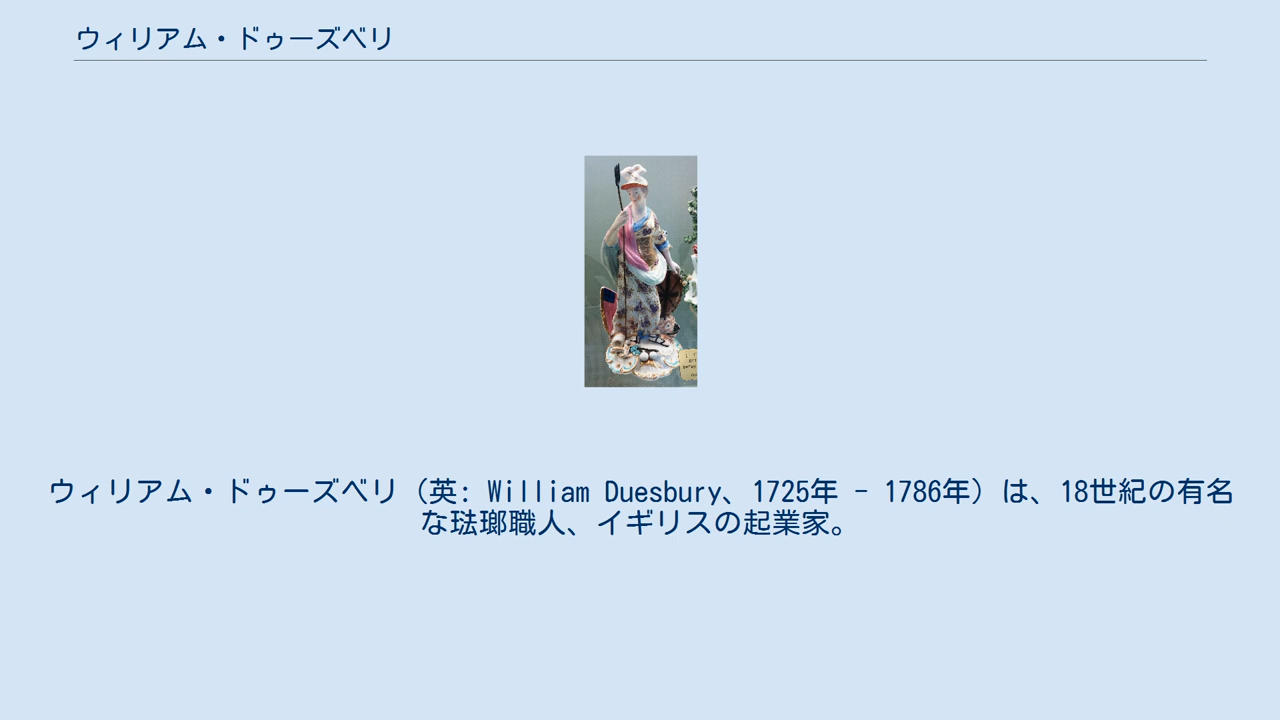 ウィリアム・ドゥーズベリ
ウィリアム・ドゥーズベリ（英: William Duesbury、1725年 - 1786年）は、18世紀の有名
な琺瑯職人、イギリスの起業家。